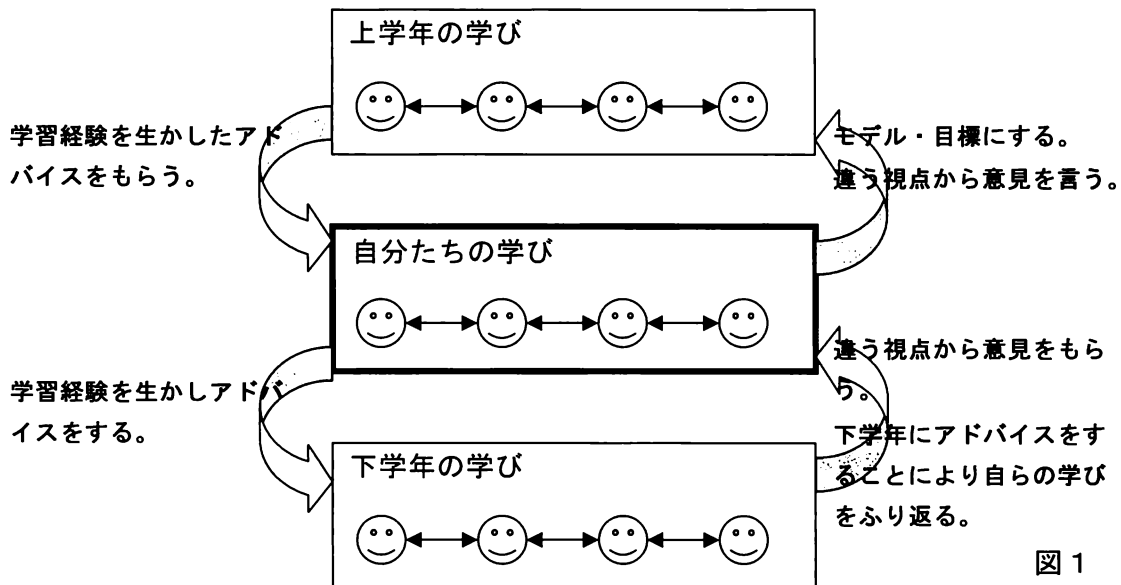 上学年の学び
学習経験を生かしたアド
バイスをもらう。
モデル・目標にする。
違う視点から意見を言う。
自分たちの学び
学習経験を生かしアドバ
イスをする。
違う視点から意見をもら
う。
下学年にアドバイスをす
ることにより自らの学び
をふり返る。
下学年の学び
図1